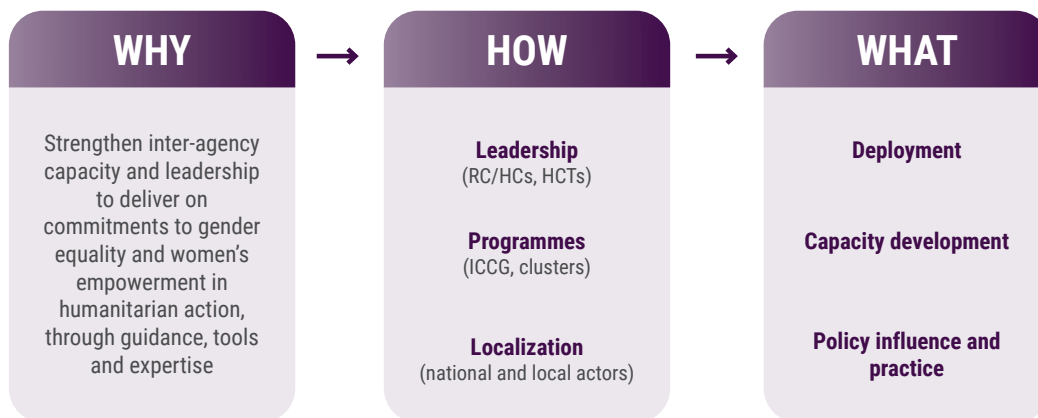 WHY
Strengthen inter-agency
capacity and leadership
to deliver on
commitments to gender
equality and women’s
empowerment in
humanitarian action,
through guidance, tools
and expertise
HOW
Leadership
(RC/HCs, HCTs)
Programmes
(ICCG, clusters)
Localization
(national and local actors)
WHAT
Deployment
Capacity development
Policy influence and
practice